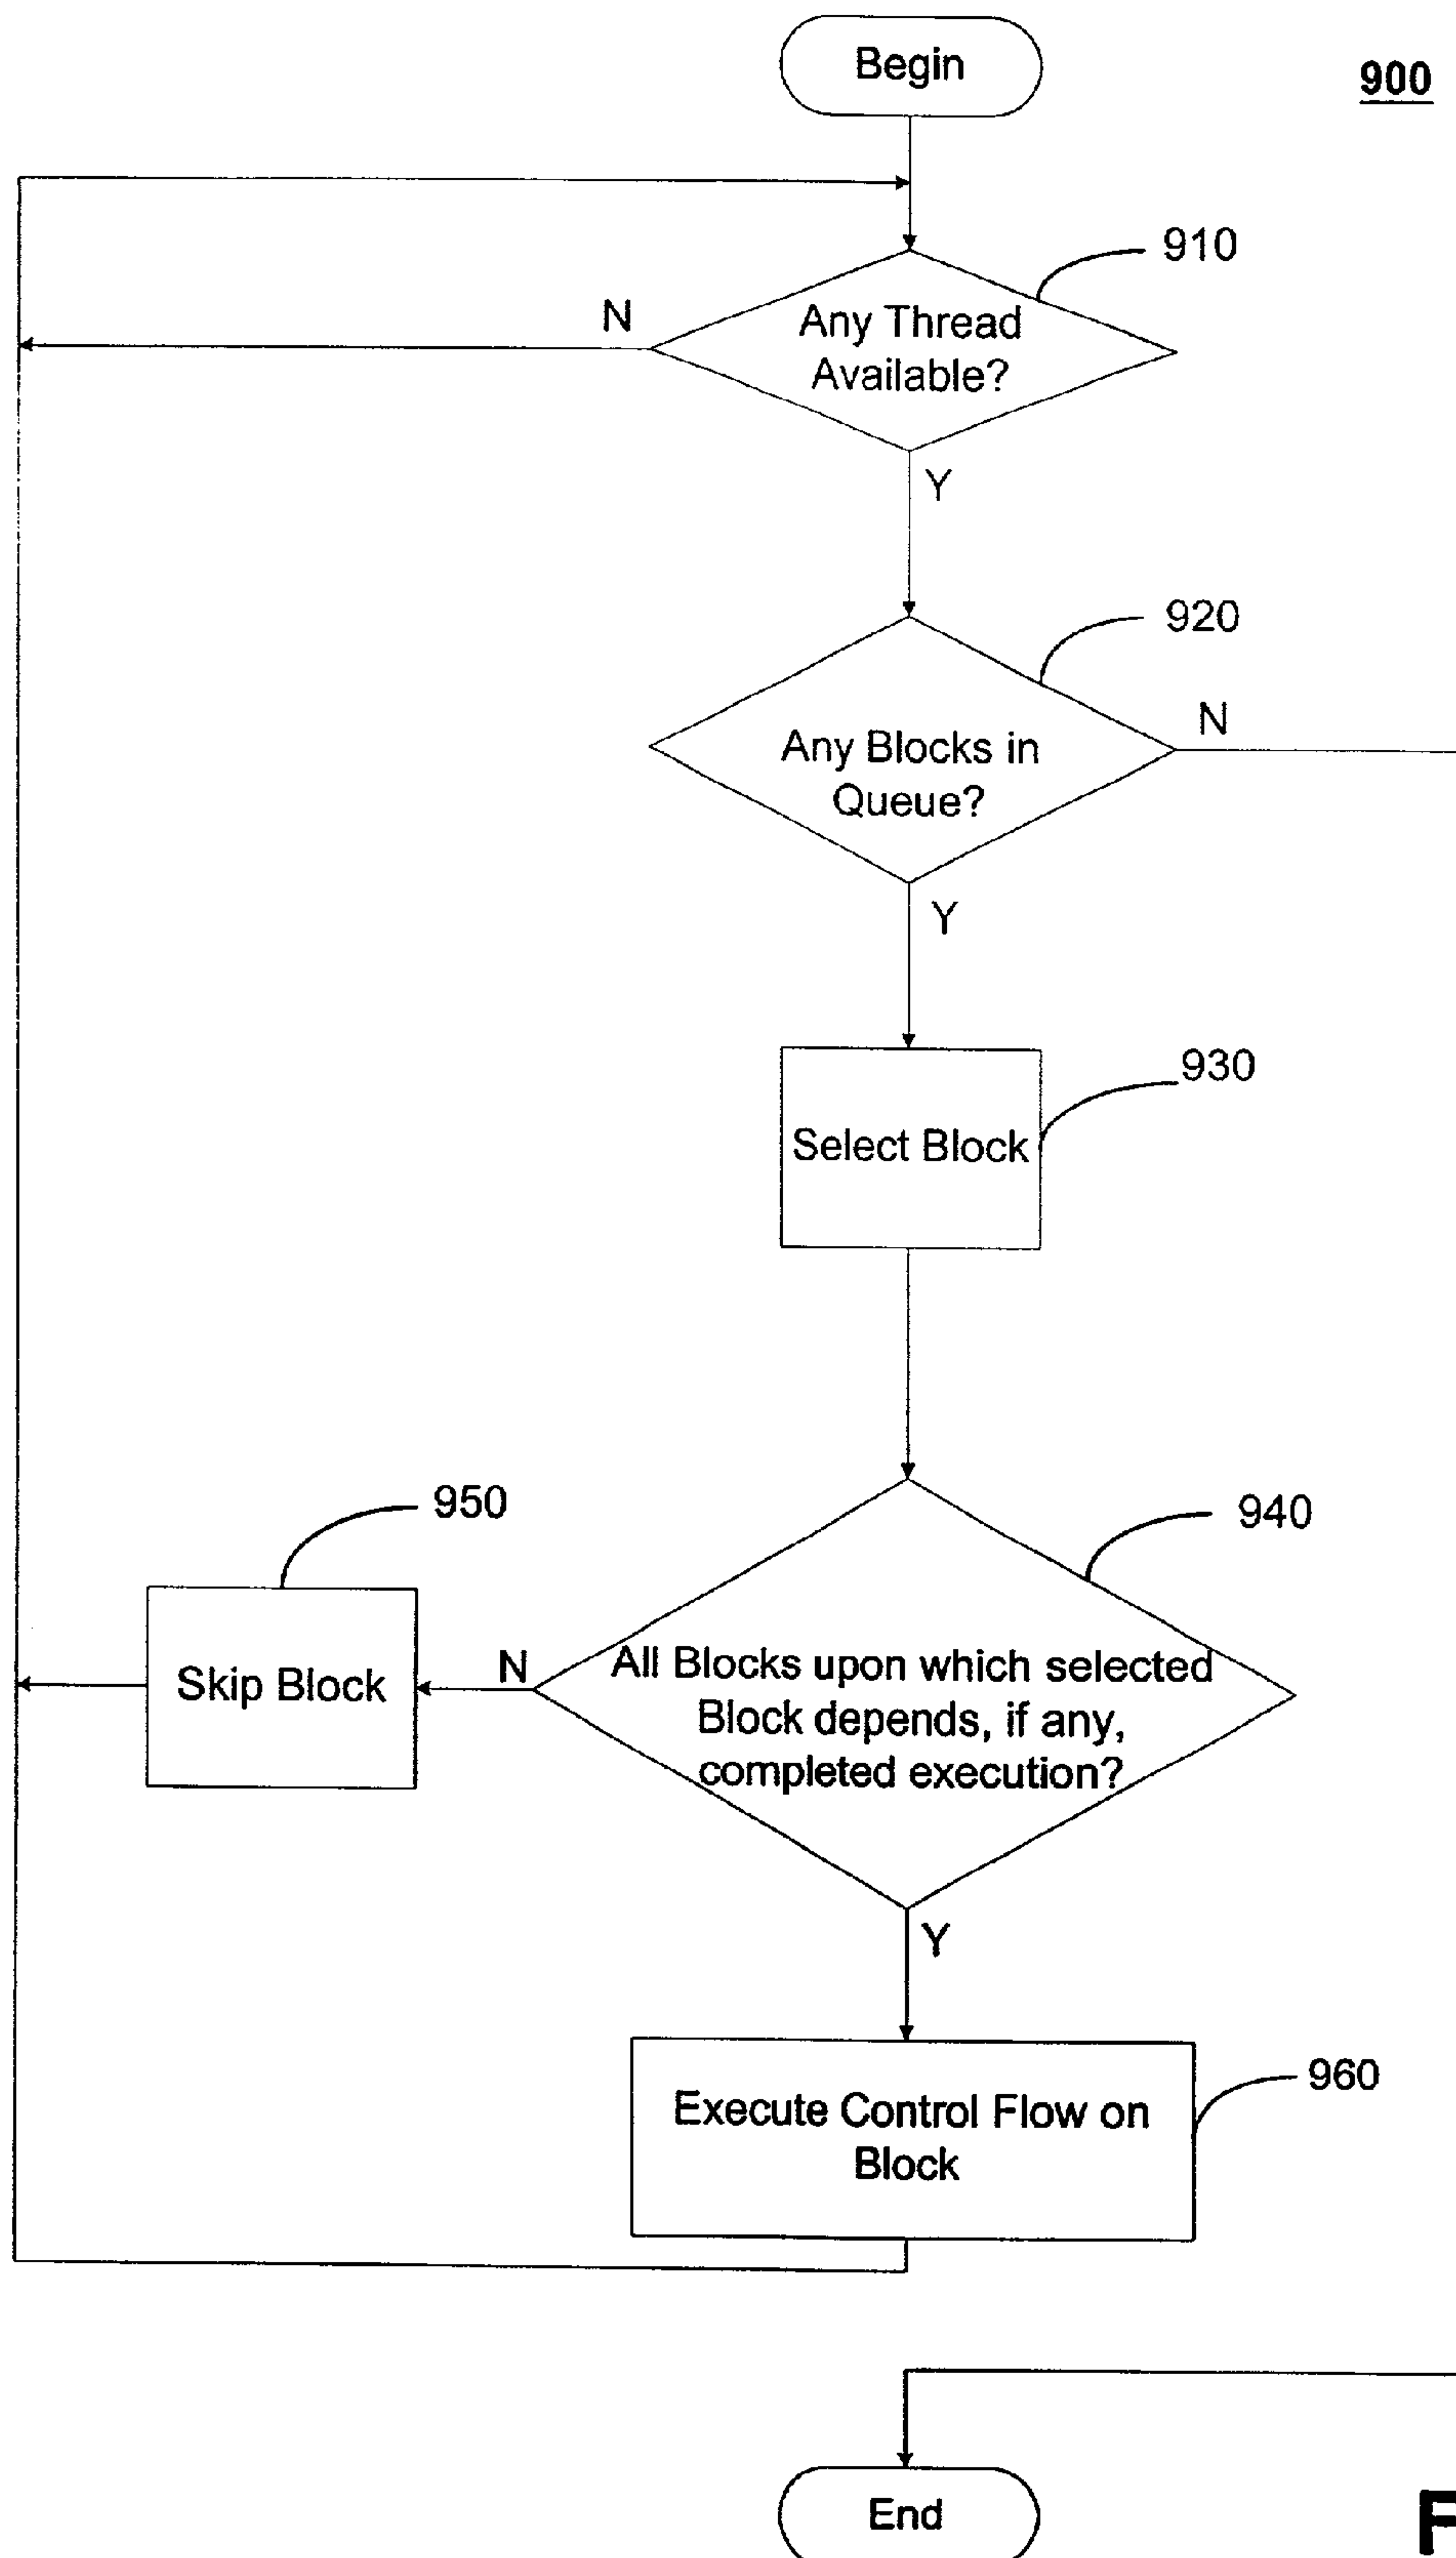 Begin
900
910
N
Any Thread
Available?
Y
920
N
Any Blocks in
Queue?
Y
930
Select Block
950
940
Skip Block
N
All Blocks upon which selected
Block depends, if any,
completed execution?
Y
960
Execute Control Flow on
Block
End
F